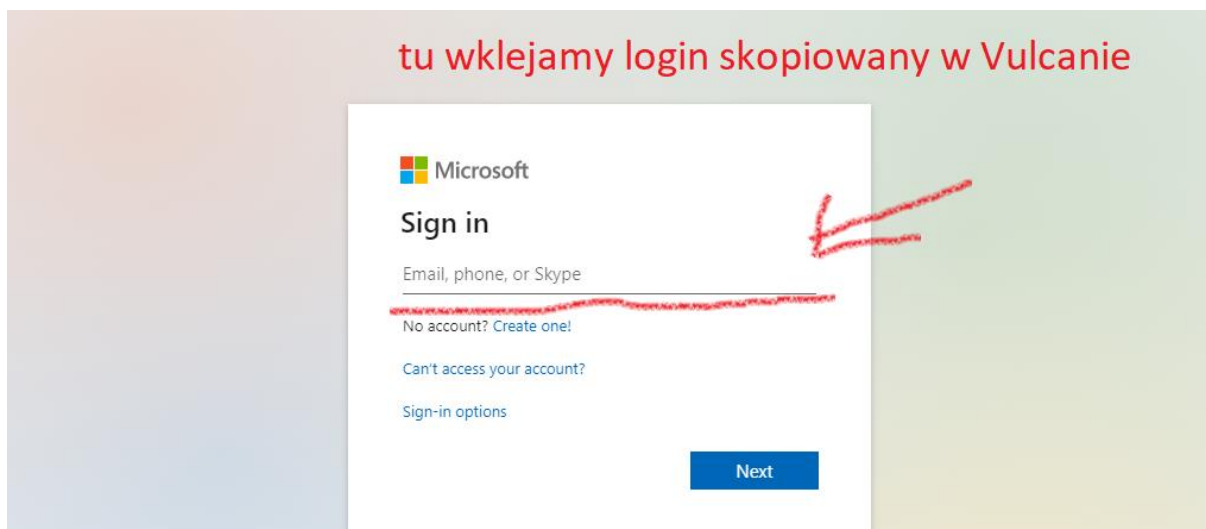 tu wklejamy login skopiowany w Vulcanie
Microsoft
Sign in
Email, phone, or Skype
No account? Create one!
Can't access your account?
Sign-in options
Next